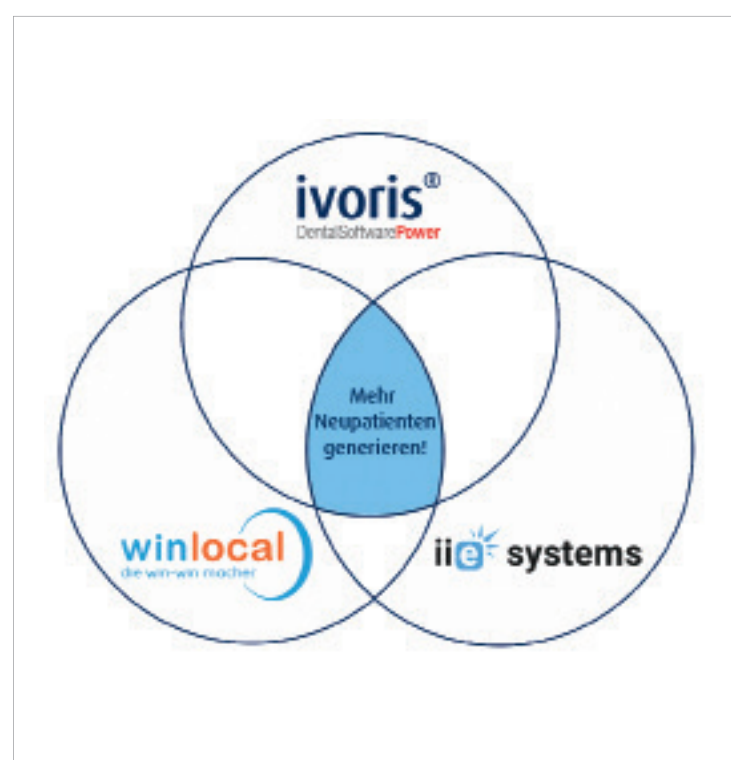 ivoris®
DentalSoftwarePower
Mehr
Neupatienten
generieren!
winlocal
die win-win macher
iie systems